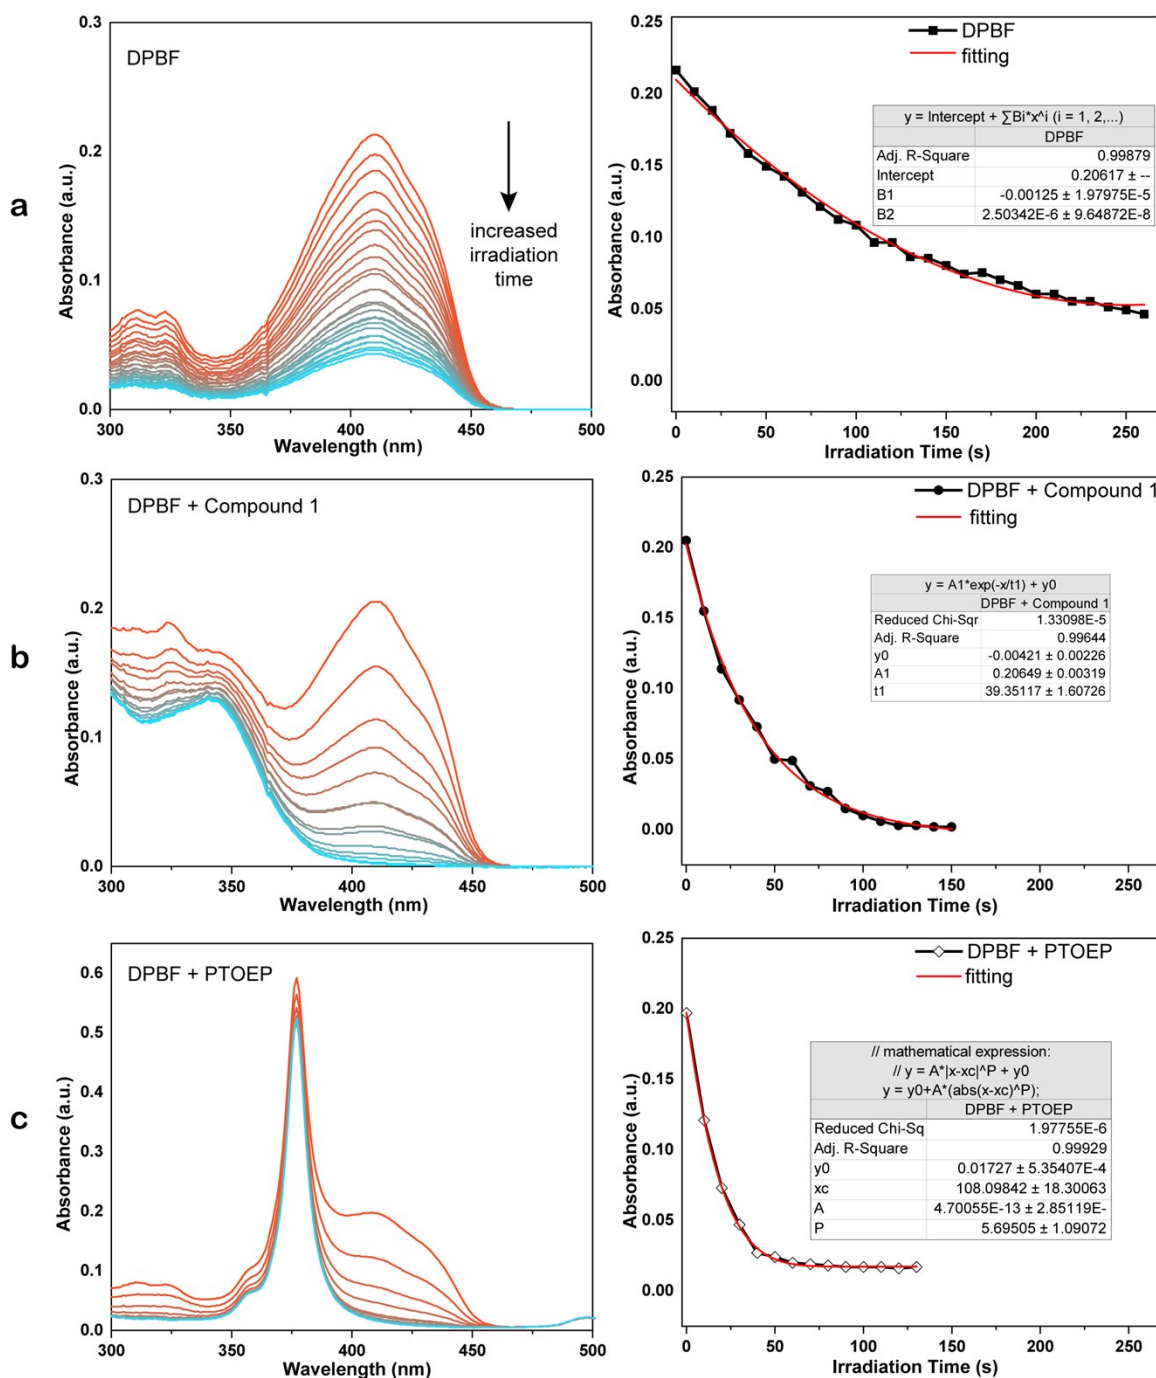 a
DPBF
increased
irradiation
time
Absorbance (a.u.)
0.3
0.2
0.1
0.0
300 350 400 450 500
Wavelength (nm)
DPBF
fitting
y = Intercept + ∑Bi*x^i (i = 1, 2,...)
DPBF
Adj. R-Square 0.99879
Intercept 0.20617 ± --
B1 -0.00125 ± 1.97975E-5
B2 2.50342E-6 ± 9.64872E-8
Absorbance (a.u.)
0.25
0.20
0.15
0.10
0.05
0.00
0 50 100 150 200 250
Irradiation Time (s)
b
DPBF + Compound 1
Absorbance (a.u.)
0.3
0.2
0.1
0.0
300 350 400 450 500
Wavelength (nm)
DPBF + Compound 1
fitting
y = A1*exp(-x/t1) + y0
DPBF + Compound 1
Reduced Chi-Sqr 1.33098E-5
Adj. R-Square 0.99644
y0 -0.00421 ± 0.00226
A1 0.20649 ± 0.00319
t1 39.35117 ± 1.60726
Absorbance (a.u.)
0.25
0.20
0.15
0.10
0.05
0.00
0 50 100 150 200 250
Irradiation Time (s)
c
DPBF + PTOEP
Absorbance (a.u.)
0.6
0.5
0.4
0.3
0.2
0.1
0.0
300 350 400 450 500
Wavelength (nm)
DPBF + PTOEP
fitting
// mathematical expression:
// y = A*|x-xc|^P + y0
y = y0+A*(abs(x-xc)^P);
DPBF + PTOEP
Reduced Chi-Sq 1.97755E-6
Adj. R-Square 0.99929
y0 0.01727 ± 5.35407E-4
xc 108.09842 ± 18.30063
A 4.70055E-13 ± 2.85119E-
P 5.69505 ± 1.09072
Absorbance (a.u.)
0.25
0.20
0.15
0.10
0.05
0.00
0 50 100 150 200 250
Irradiation Time (s)